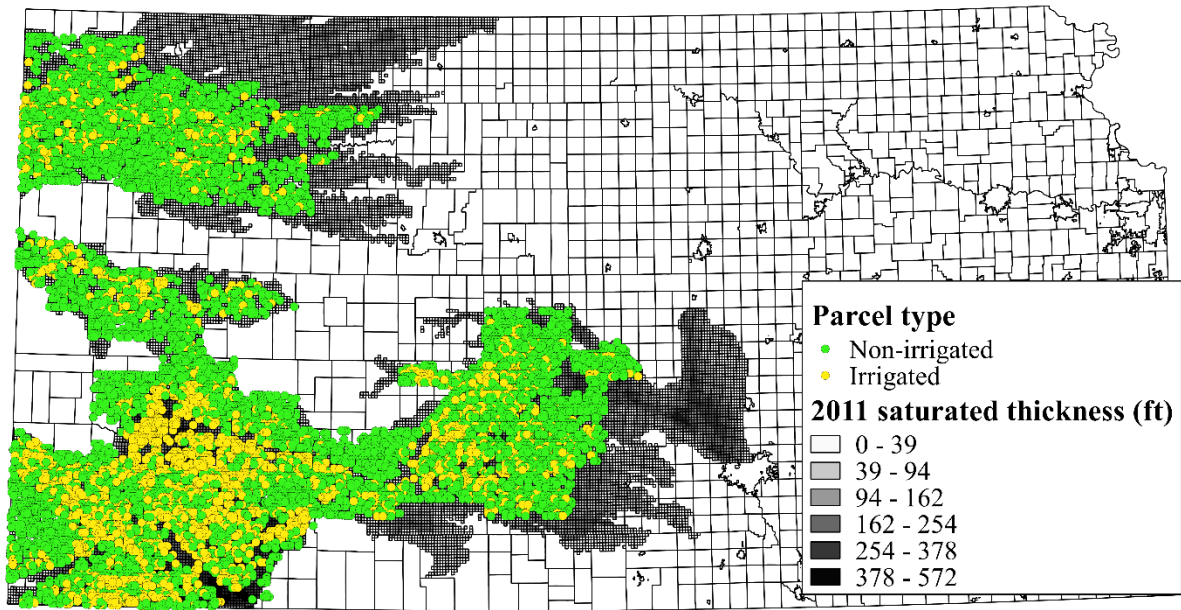 Parcel type
Non-irrigated
Irrigated
2011 saturated thickness (ft)
0 - 39
39 - 94
94 - 162
162 - 254
254 - 378
378 - 572